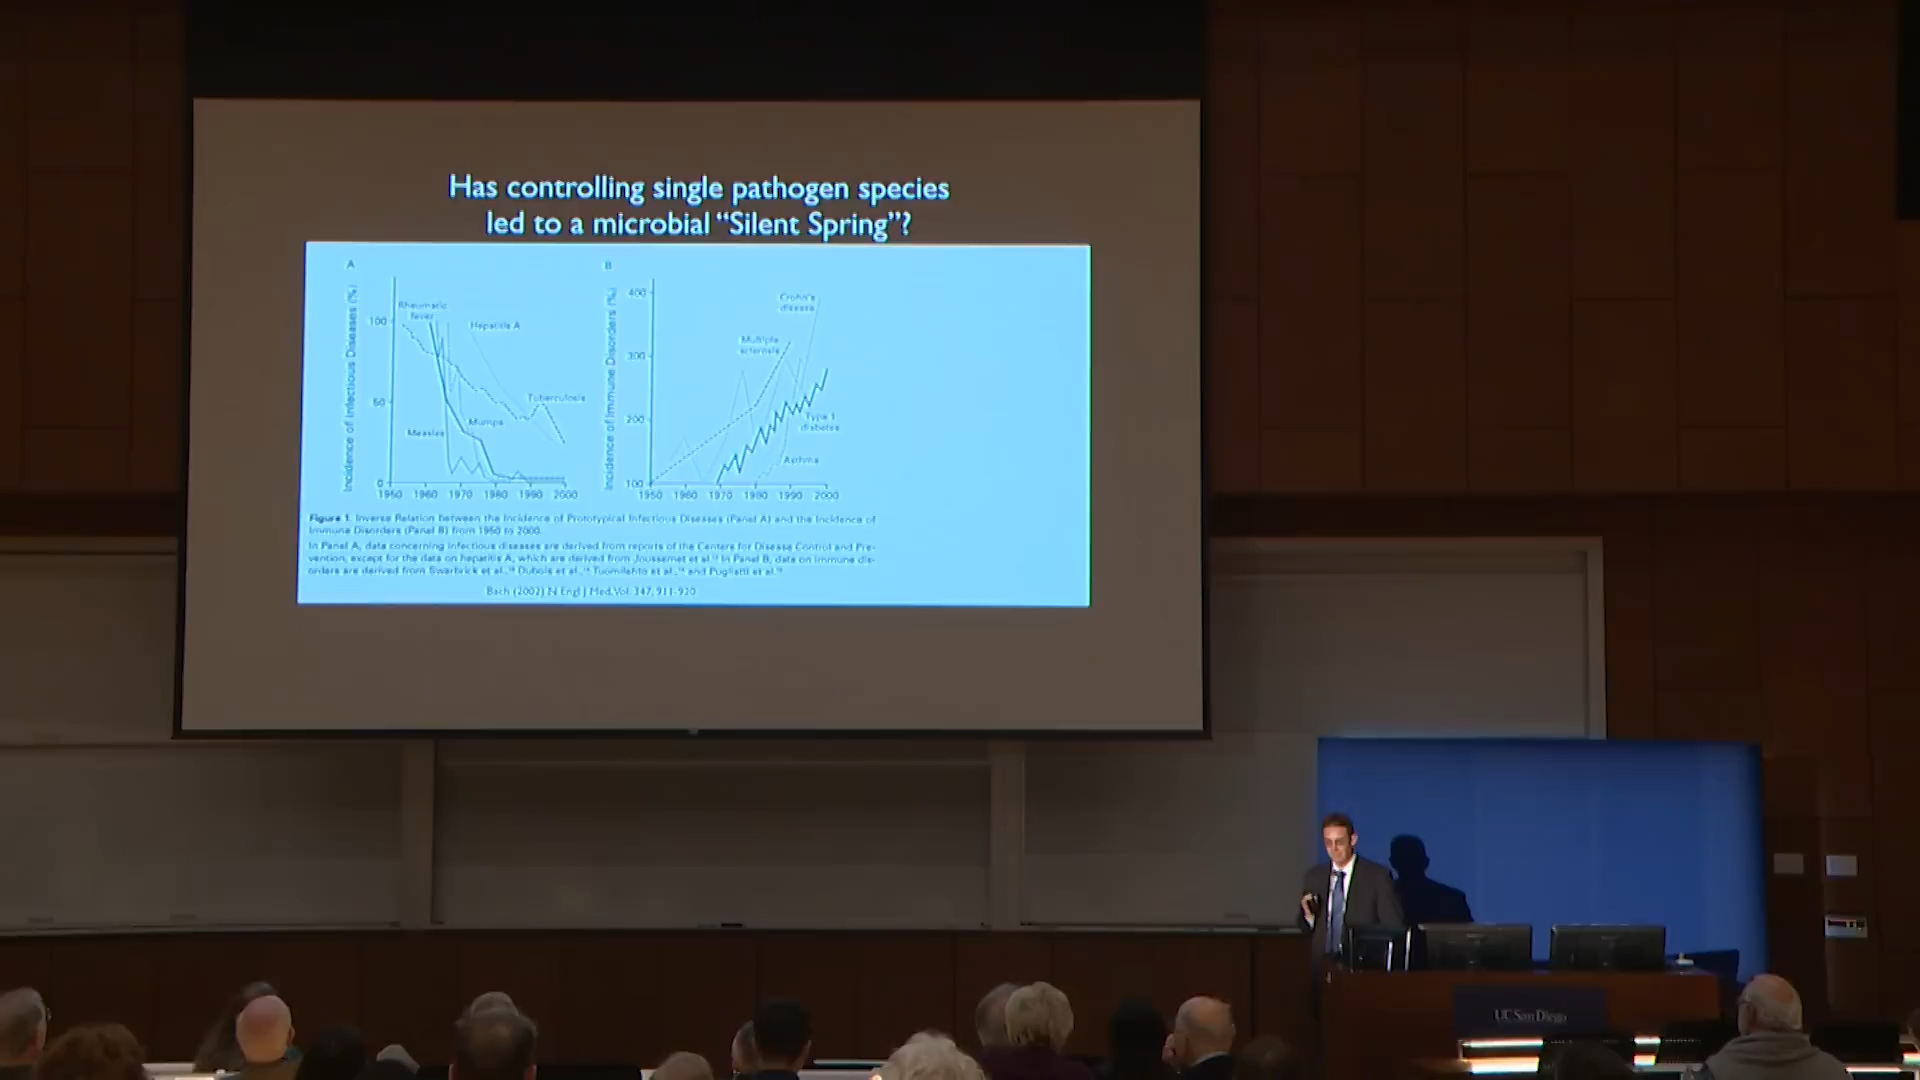 Has controlling single pathogen species
led to a microbial “Silent Spring”?
A
Incidence of Infectious Diseases (%)
100
50
0
Rheumatic
fever
Hepatitis A
Tuberculosis
Mumps
Measles
1950 1960 1970 1980 1990 2000
B
Incidence of Immune Disorders (%)
400
300
200
100
Crohn's
disease
Multiple
sclerosis
Type 1
diabetes
Asthma
1950 1960 1970 1980 1990 2000
Figure 1. Inverse Relation between the Incidence of Prototypical Infectious Diseases (Panel A) and the Incidence of
Immune Disorders (Panel B) from 1950 to 2000.
In Panel A, data concerning infectious diseases are derived from reports of the Centers for Disease Control and Pre-
vention, except for the data on hepatitis A, which are derived from Joussemet et al. In Panel B, data on immune dis-
orders are derived from Swarbrick et al., Dubois et al., Tuomilehto et al., and Pugliatti et al.
Bach (2002) N Engl J Med, Vol. 347, 911-920
UC San Diego